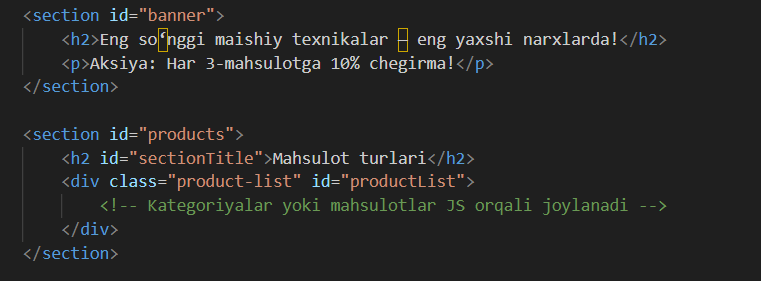 <section id="banner">
    <h2>Eng so‘nggi maishiy texnikalar – eng yaxshi narxlarda!</h2>
    <p>Aksiya: Har 3-mahsulotga 10% chegirma!</p>
</section>

<section id="products">
    <h2 id="sectionTitle">Mahsulot turlari</h2>
    <div class="product-list" id="productList">
        <!-- Kategoriyalar yoki mahsulotlar JS orqali joylanadi -->
    </div>
</section>